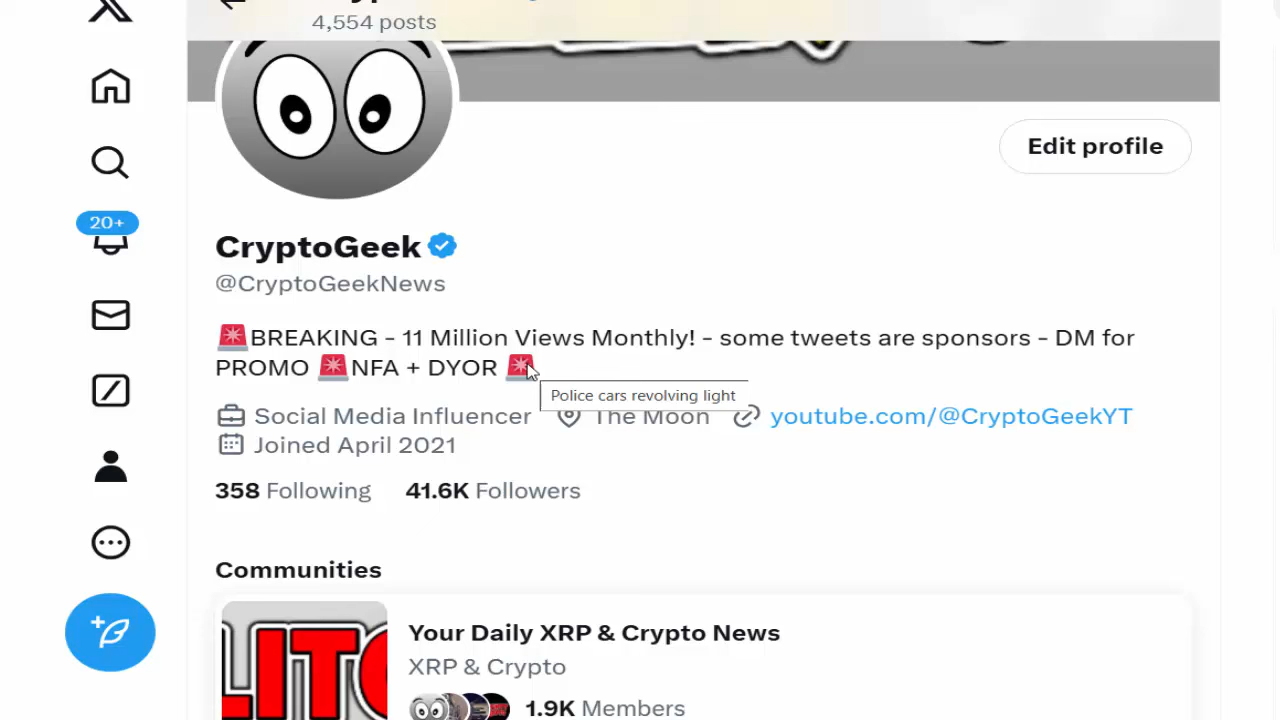 4,554 posts
Edit profile
20+
CryptoGeek
@CryptoGeekNews
🚨BREAKING - 11 Million Views Monthly! - some tweets are sponsors - DM for
PROMO 🚨NFA + DYOR 🚨
Police cars revolving light
Social Media Influencer The Moon youtube.com/@CryptoGeekYT
Joined April 2021
358 Following 41.6K Followers
Communities
Your Daily XRP & Crypto News
XRP & Crypto
1.9K Members